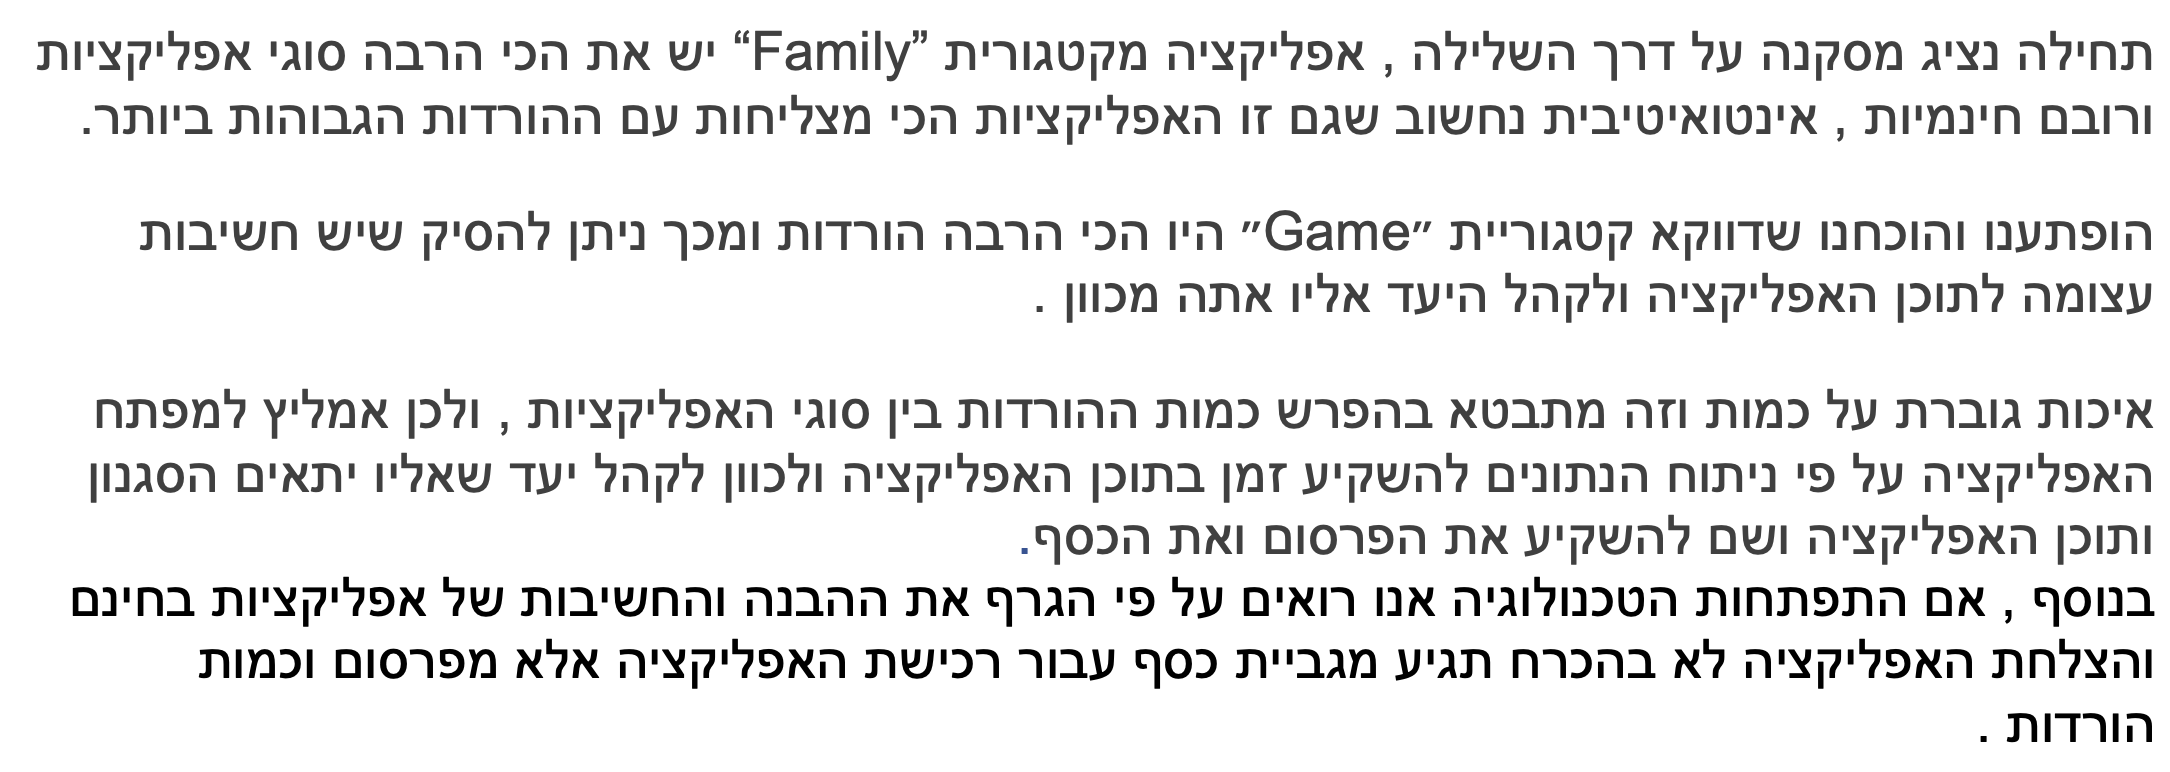 תחילה נציג מסקנה על דרך השלילה , אפליקציה מקטגורית “Family” יש את הכי הרבה סוגי אפליקציות
ורובם חינמיות , אינטואיטיבית נחשוב שגם זו האפליקציות הכי מצליחות עם ההורדות הגבוהות ביותר.
הופתענו והוכחנו שדווקא קטגוריית ״Game״ היו הכי הרבה הורדות ומכך ניתן להסיק שיש חשיבות
עצומה לתוכן האפליקציה ולקהל היעד אליו אתה מכוון .
איכות גוברת על כמות וזה מתבטא בהפרש כמות ההורדות בין סוגי האפליקציות , ולכן אמליץ למפתח
האפליקציה על פי ניתוח הנתונים להשקיע זמן בתוכן האפליקציה ולכוון לקהל יעד שאליו יתאים הסגנון
ותוכן האפליקציה ושם להשקיע את הפרסום ואת הכסף.
בנוסף , אם התפתחות הטכנולוגיה אנו רואים על פי הגרף את ההבנה והחשיבות של אפליקציות בחינם
והצלחת האפליקציה לא בהכרח תגיע מגביית כסף עבור רכישת האפליקציה אלא מפרסום וכמות
הורדות .